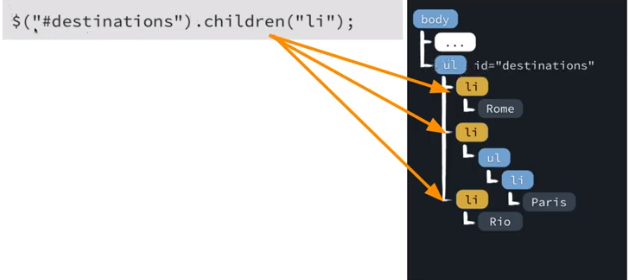 $("#destinations").children("li");
body
...
ul id="destinations"
li
Rome
li
ul
li
Paris
li
Rio